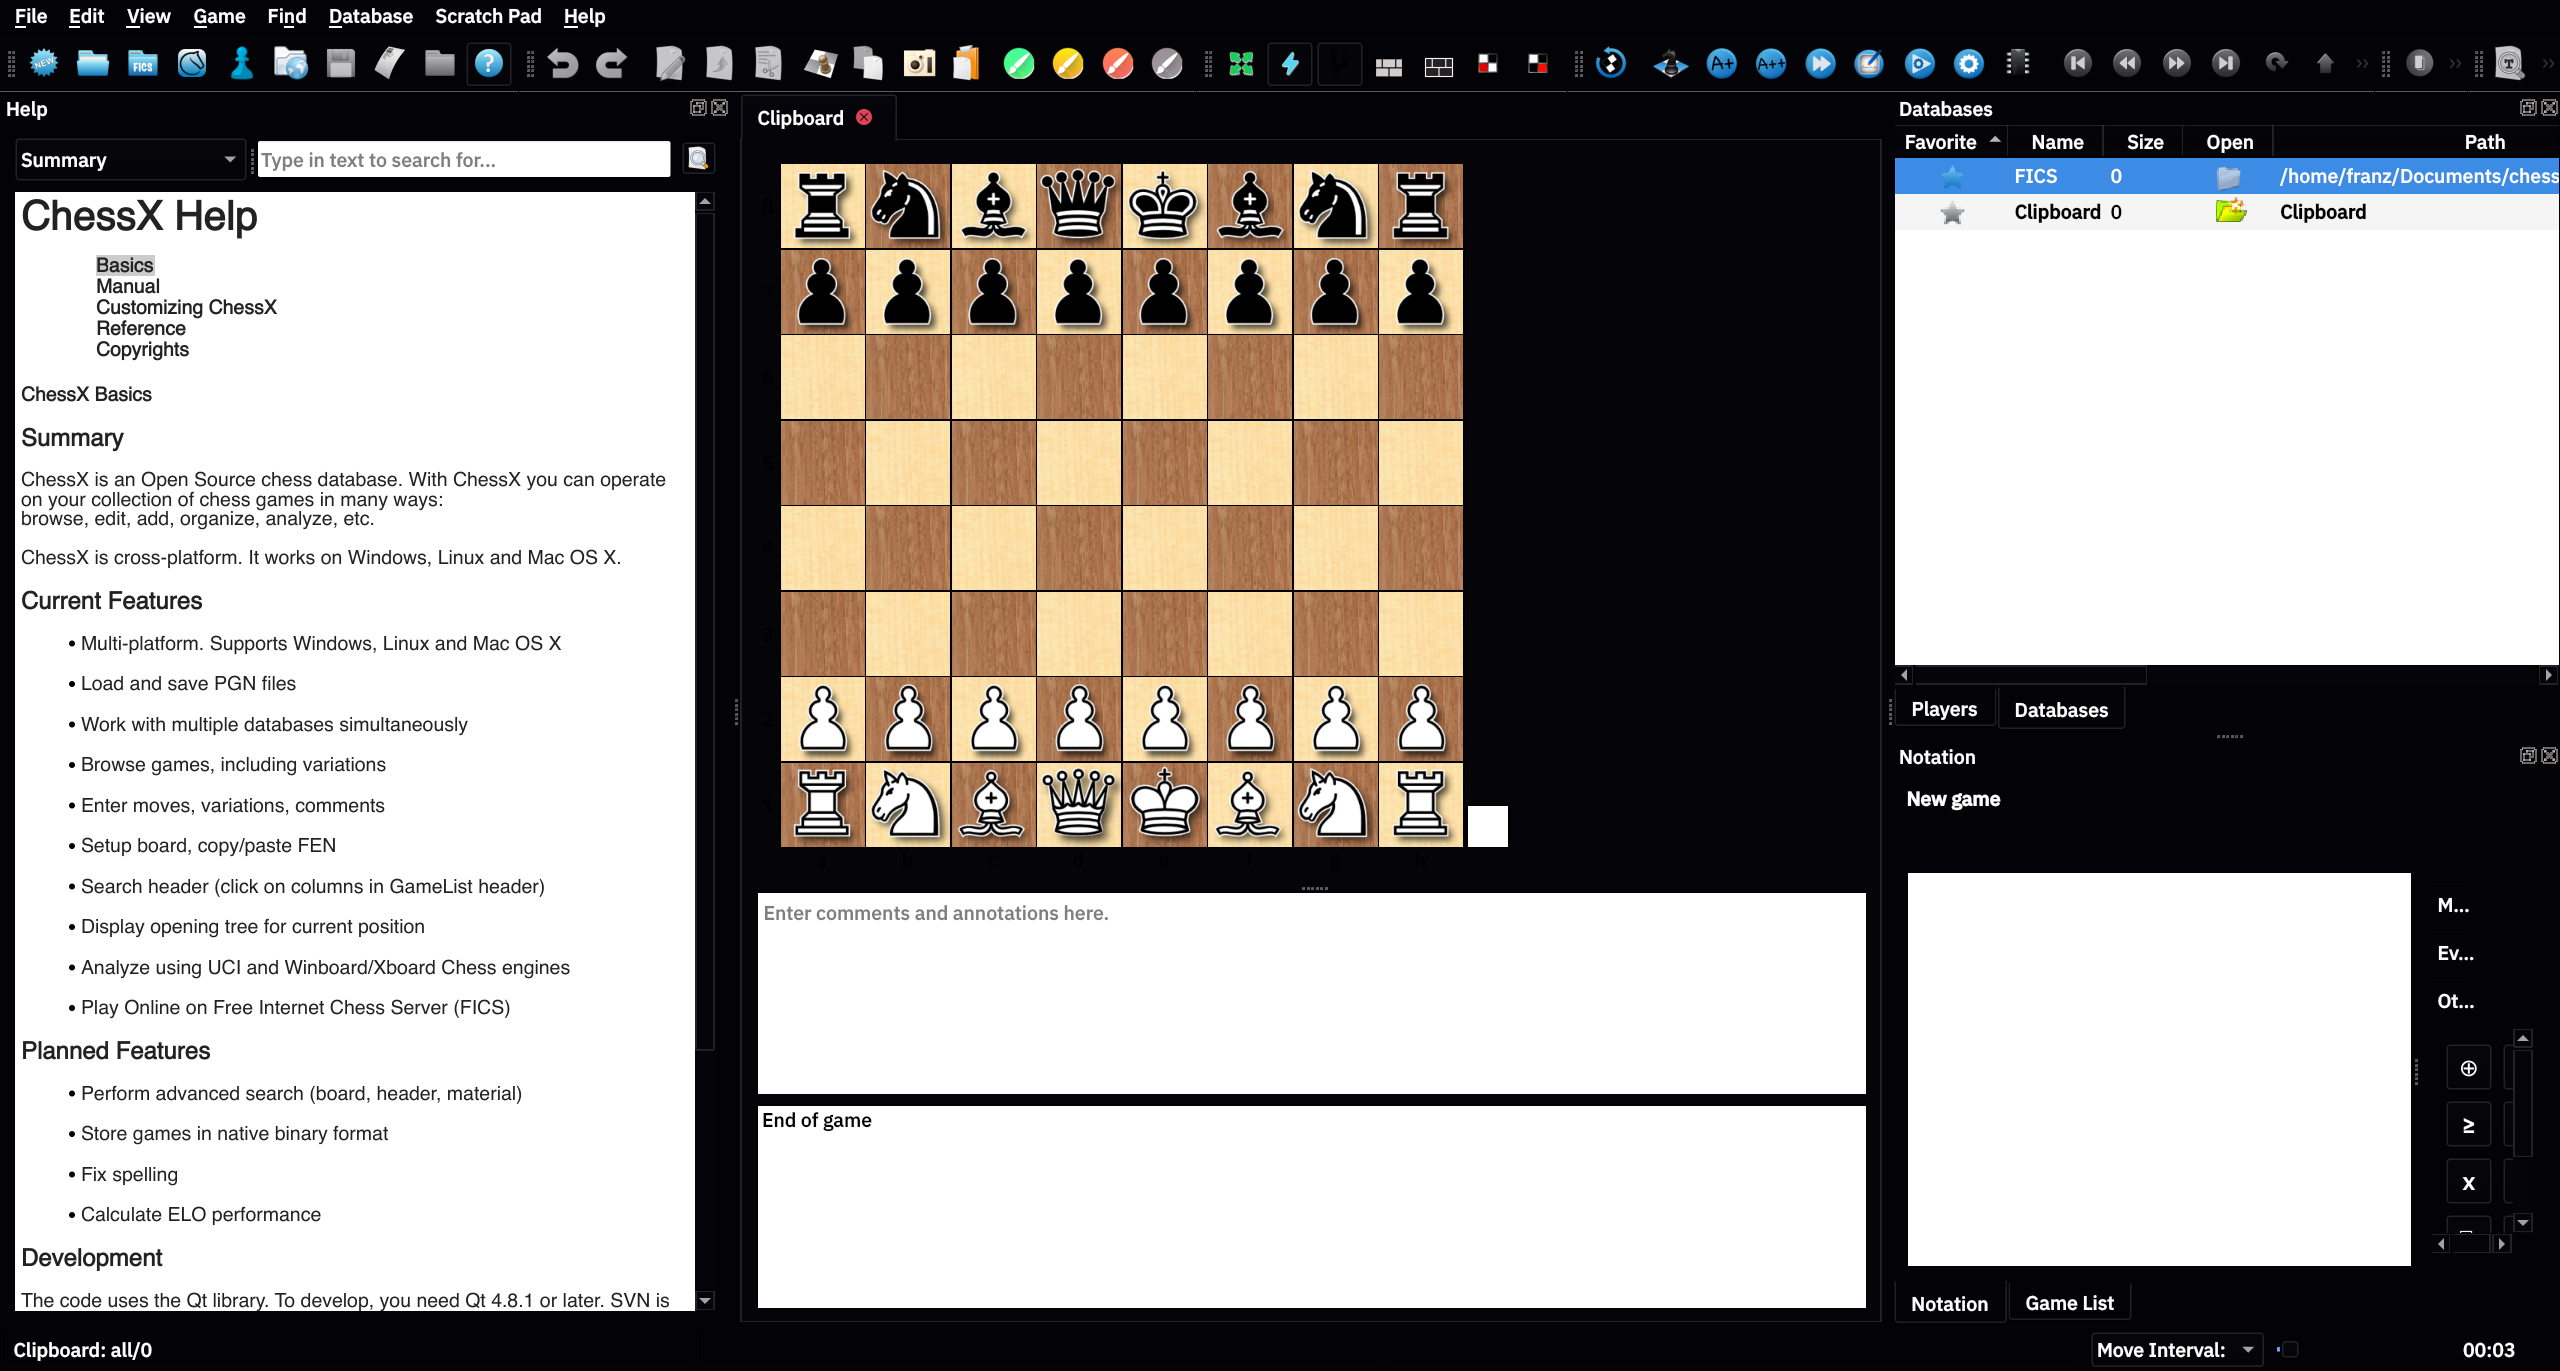 File Edit View Game Find Database Scratch Pad Help
NEW FICS ? A+ A++ T
Help
Summary
Type in text to search for...
ChessX Help
Basics
Manual
Customizing ChessX
Reference
Copyrights
ChessX Basics
Summary
ChessX is an Open Source chess database. With ChessX you can operate
on your collection of chess games in many ways:
browse, edit, add, organize, analyze, etc.
ChessX is cross-platform. It works on Windows, Linux and Mac OS X.
Current Features
• Multi-platform. Supports Windows, Linux and Mac OS X
• Load and save PGN files
• Work with multiple databases simultaneously
• Browse games, including variations
• Enter moves, variations, comments
• Setup board, copy/paste FEN
• Search header (click on columns in GameList header)
• Display opening tree for current position
• Analyze using UCI and Winboard/Xboard Chess engines
• Play Online on Free Internet Chess Server (FICS)
Planned Features
• Perform advanced search (board, header, material)
• Store games in native binary format
• Fix spelling
• Calculate ELO performance
Development
The code uses the Qt library. To develop, you need Qt 4.8.1 or later. SVN is
Clipboard: all/0
Clipboard
8
7
6
5
4
3
2
1
a b c d e f g h
Enter comments and annotations here.
End of game
Databases
Favorite Name Size Open Path
FICS 0 /home/franz/Documents/chess
Clipboard 0 Clipboard
Players Databases
Notation
New game
M...
Ev...
Ot...
⊕
≥
x
Notation Game List
Move Interval: 00:03